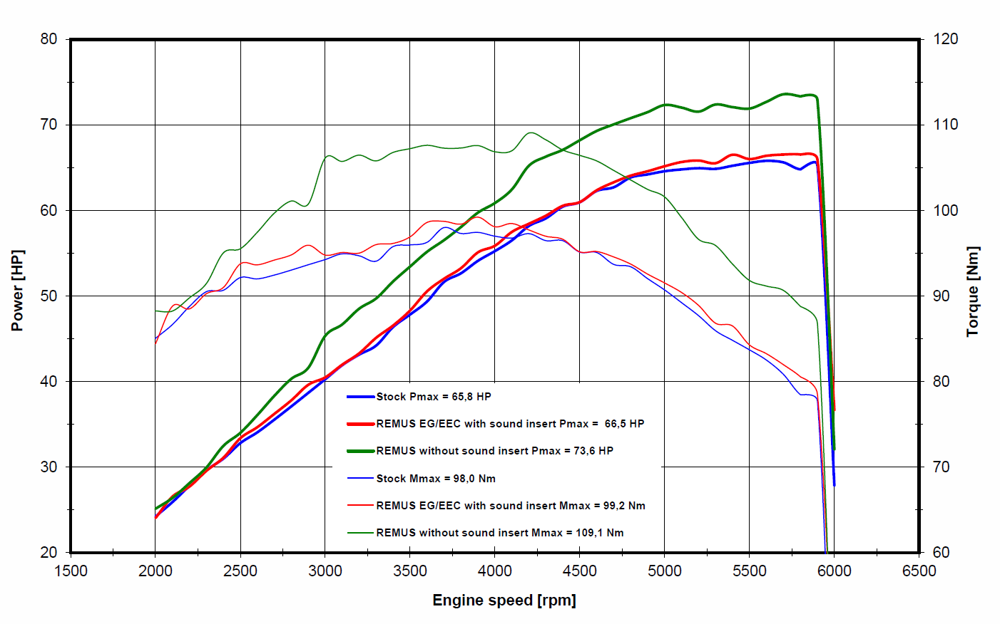 80
70
60
50
40
30
20
Power [HP]
120
110
100
90
80
70
60
Torque [Nm]
Stock Pmax = 65,8 HP
REMUS EG/EEC with sound insert Pmax = 66,5 HP
REMUS without sound insert Pmax = 73,6 HP
Stock Mmax = 98,0 Nm
REMUS EG/EEC with sound insert Mmax = 99,2 Nm
REMUS without sound insert Mmax = 109,1 Nm
1500 2000 2500 3000 3500 4000 4500 5000 5500 6000 6500
Engine speed [rpm]